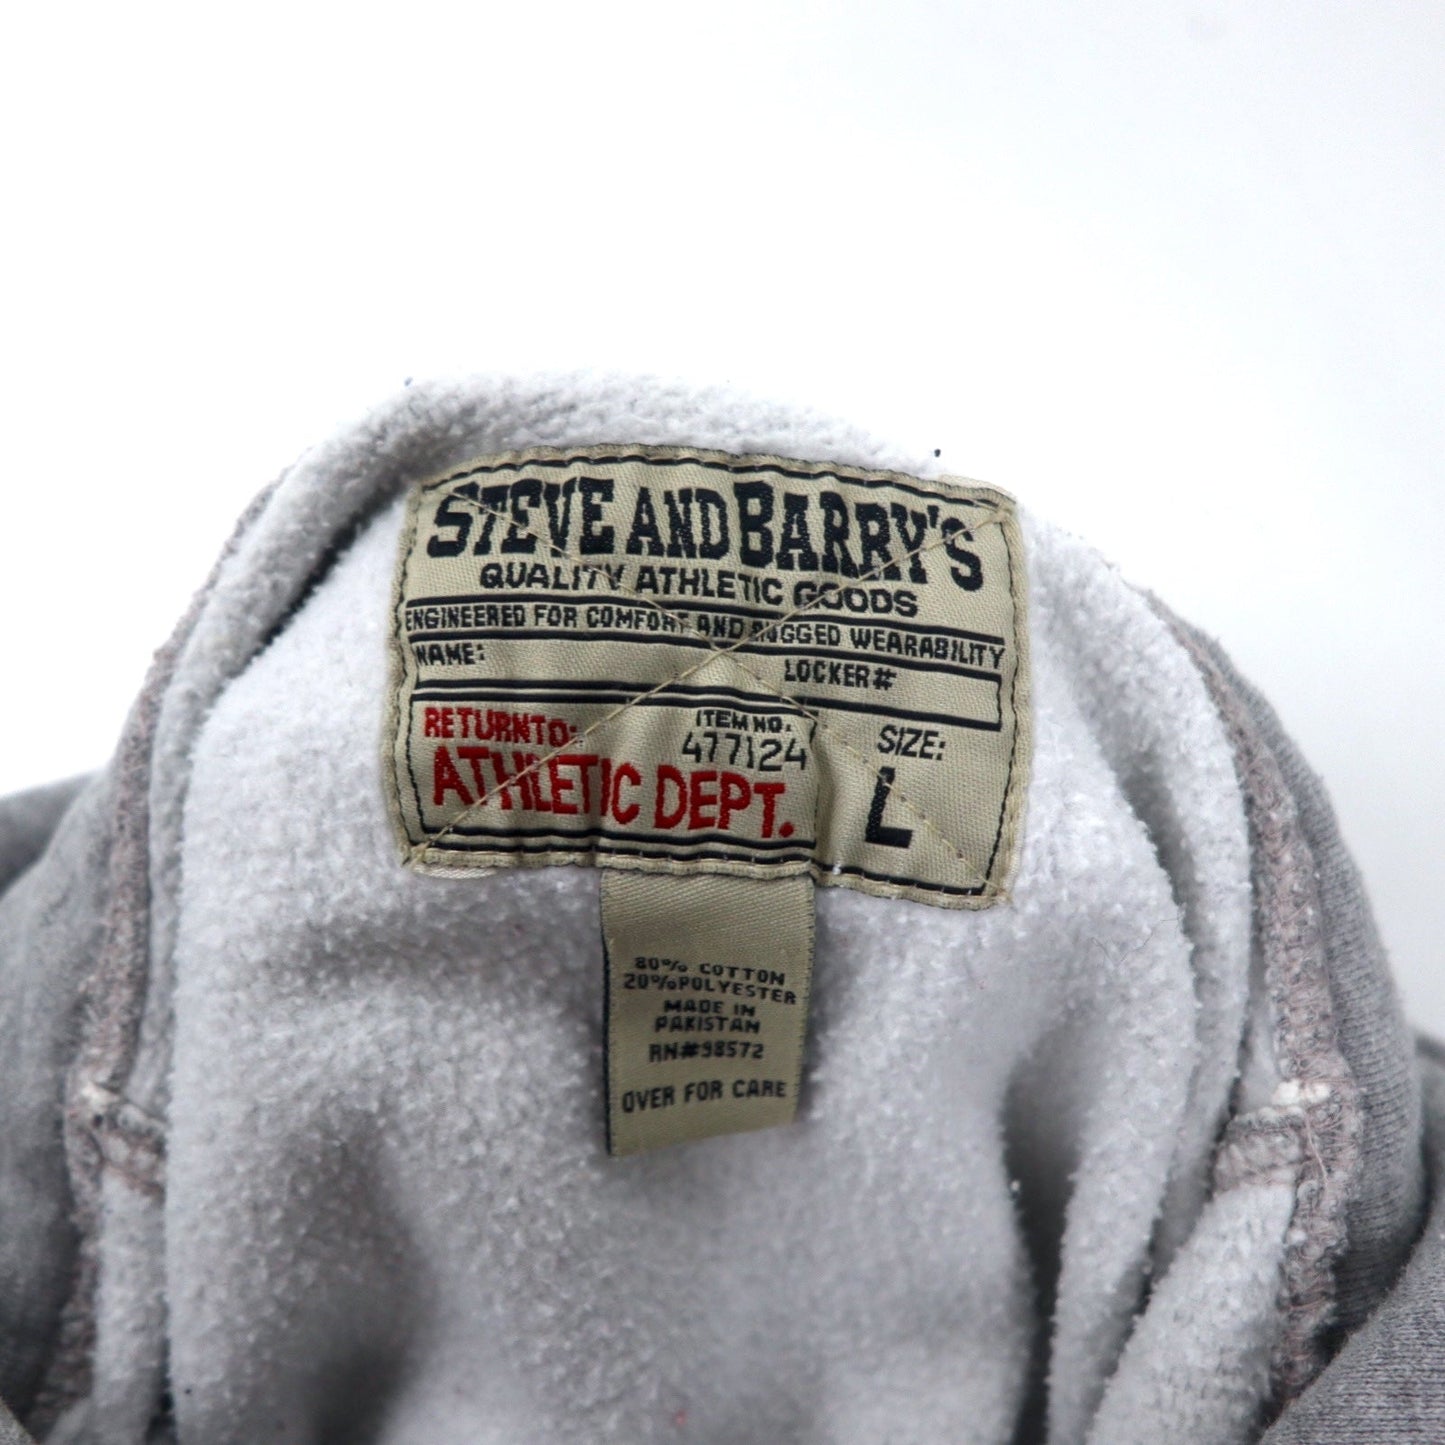 STEVE AND BARRY'S
QUALITY ATHLETIC GOODS
ENGINEERED FOR COMFORT AND RUGGED WEARABILITY
NAME:
LOCKER#
RETURN TO:
ATHLETIC DEPT.
ITEM NO.
477124
SIZE:
L
80% COTTON
20% POLYESTER
MADE IN
PAKISTAN
RN#98572
OVER FOR CARE